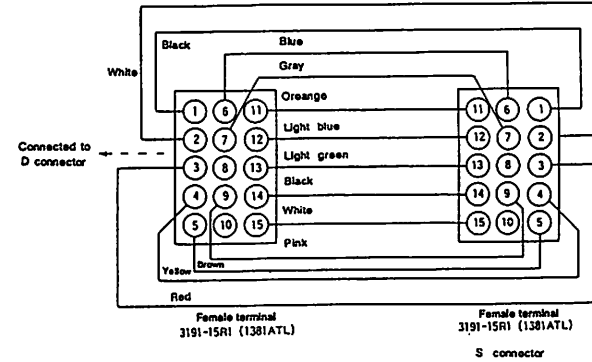 Black
Blue
Gray
White
Oreange
1 6 11
11 6 1
Light blue
2 7 12
12 7 2
Connected to
D connector
Light green
3 8 13
13 8 3
Black
4 9 14
14 9 4
White
5 10 15
15 10 5
Pink
Yellow
Brown
Red
Female terminal
3191-15R1 (1381ATL)
Female terminal
3191-15R1 (1381ATL)
S connector